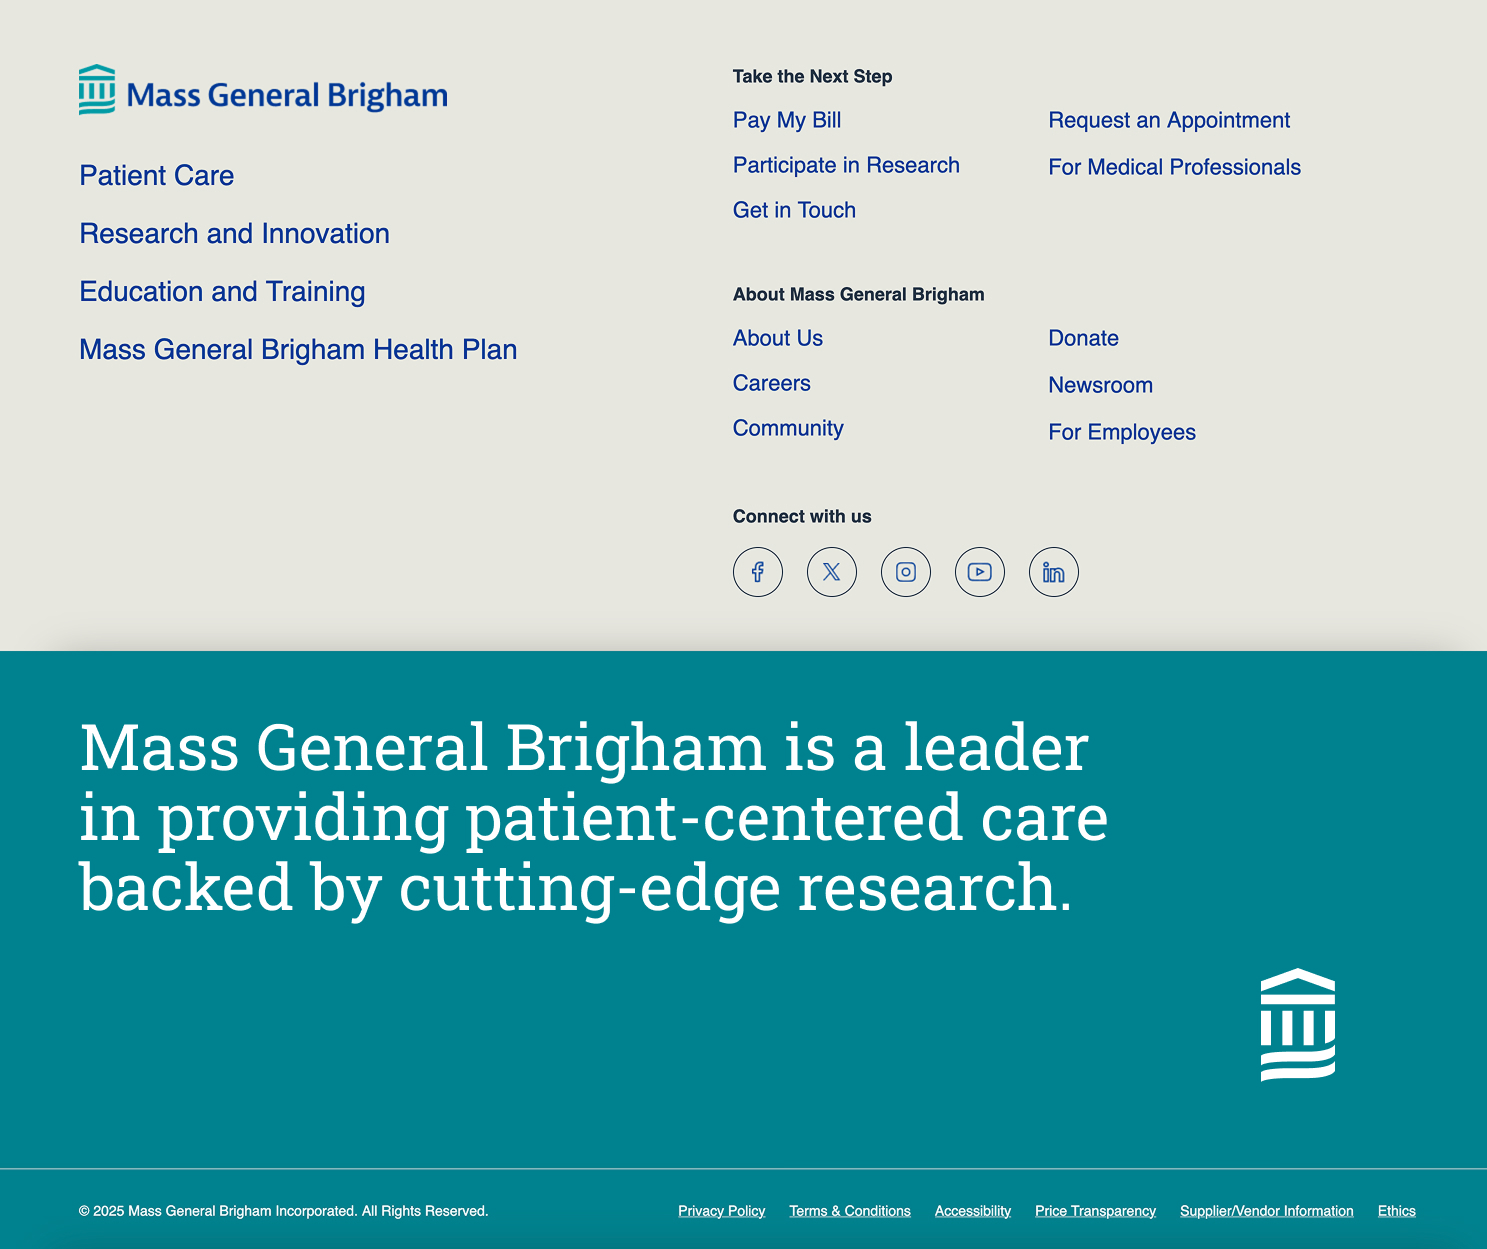 Mass General Brigham
Patient Care
Research and Innovation
Education and Training
Mass General Brigham Health Plan
Take the Next Step
Pay My Bill
Participate in Research
Get in Touch
Request an Appointment
For Medical Professionals
About Mass General Brigham
About Us
Careers
Community
Donate
Newsroom
For Employees
Connect with us
Mass General Brigham is a leader
in providing patient-centered care
backed by cutting-edge research.
© 2025 Mass General Brigham Incorporated. All Rights Reserved.
Privacy Policy
Terms & Conditions
Accessibility
Price Transparency
Supplier/Vendor Information
Ethics